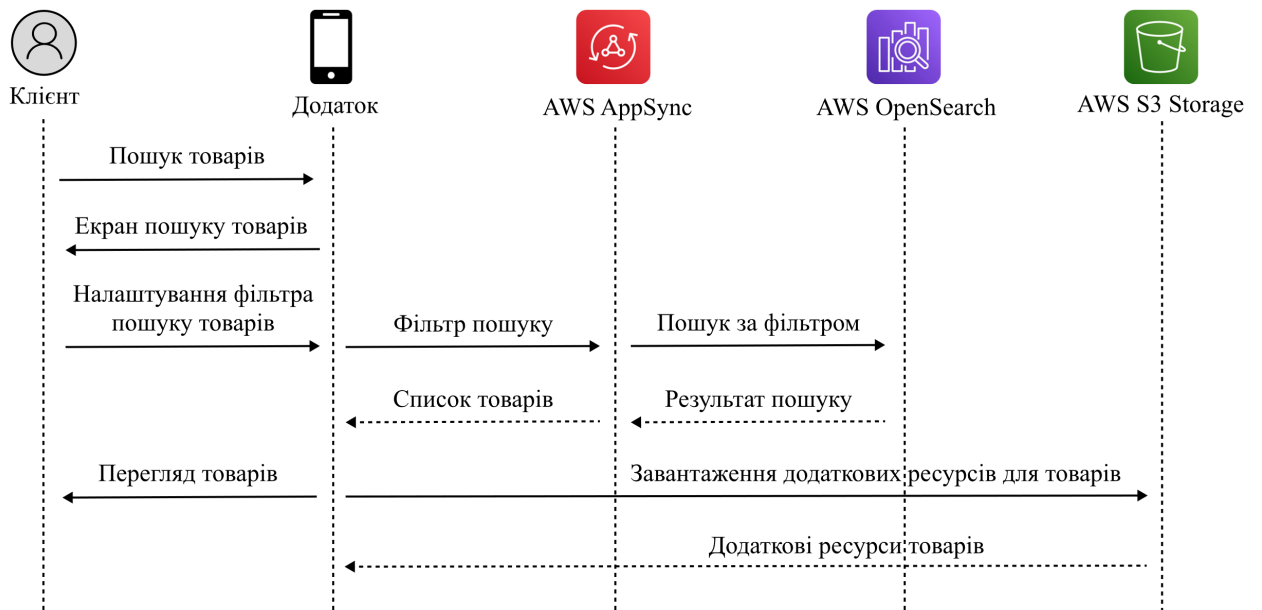 Клієнт
Додаток
AWS AppSync
AWS OpenSearch
AWS S3 Storage
Пошук товарів
Екран пошуку товарів
Налаштування фільтра
пошуку товарів
Фільтр пошуку
Пошук за фільтром
Список товарів
Результат пошуку
Перегляд товарів
Завантаження додаткових ресурсів для товарів
Додаткові ресурси товарів